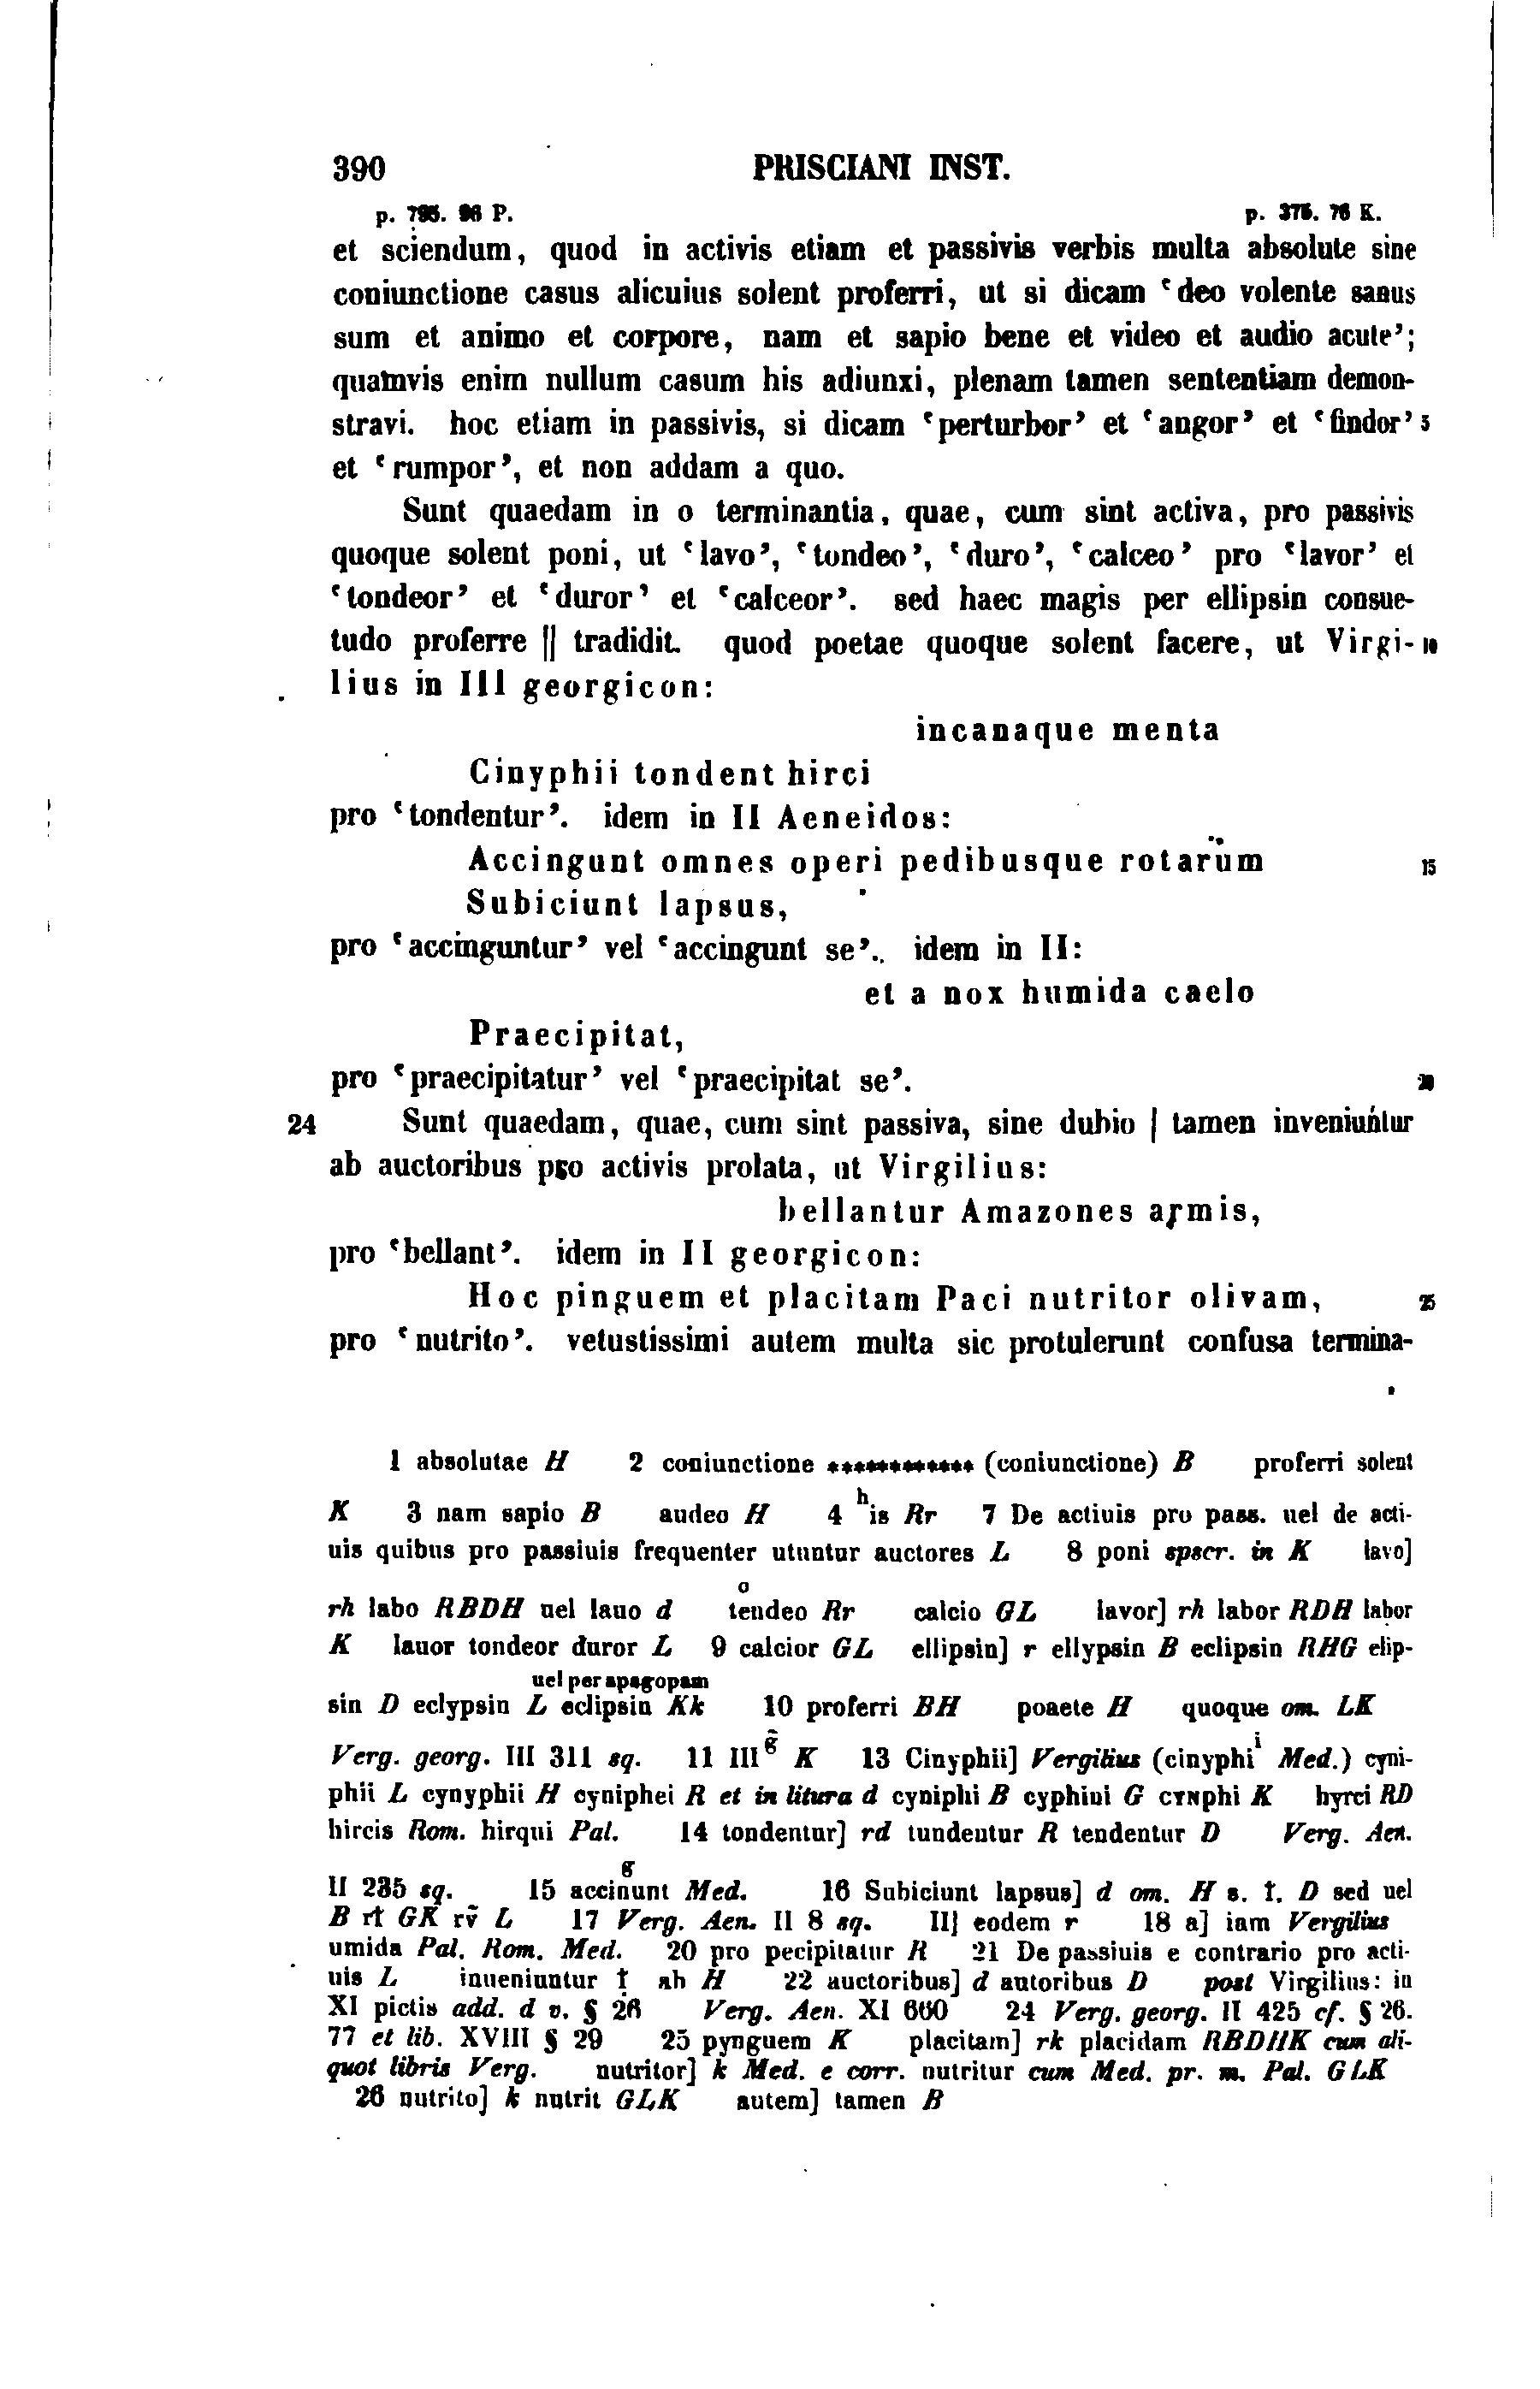 390 PRISCIANI INST.
p. 795. 96 P. p. 375. 76 K.
et sciendum, quod in activis etiam et passivis verbis multa absolute sine
coniunctione casus alicuius solent proferri, ut si dicam ‘deo volente sanus
sum et animo et corpore, nam et sapio bene et video et audio acute’;
quamvis enim nullum casum his adiunxi, plenam tamen sententiam demon-
stravi. hoc etiam in passivis, si dicam ‘perturbor’ et ‘angor’ et ‘findor’ 5
et ‘rumpor’, et non addam a quo.
Sunt quaedam in o terminantia, quae, cum sint activa, pro passivis
quoque solent poni, ut ‘lavo’, ‘tondeo’, ‘duro’, ‘calceo’ pro ‘lavor’ et
‘tondeor’ et ‘duror’ et ‘calceor’. sed haec magis per ellipsin consue-
tudo proferre || tradidit. quod poetae quoque solent facere, ut Virgi- 10
lius in III georgicon:
incanaque menta
Cinyphii tondent hirci
pro ‘tondentur’. idem in II Aeneidos:
Accingunt omnes operi pedibusque rotarum 15
Subiciunt lapsus,
pro ‘accinguntur’ vel ‘accingunt se’. idem in II:
et a nox humida caelo
Praecipitat,
pro ‘praecipitatur’ vel ‘praecipitat se’. 20
24 Sunt quaedam, quae, cum sint passiva, sine dubio | tamen inveniuntur
ab auctoribus pro activis prolata, ut Virgilius:
bellantur Amazones armis,
pro ‘bellant’. idem in II georgicon:
Hoc pinguem et placitam Paci nutritor olivam, 25
pro ‘nutrito’. vetustissimi autem multa sic protulerunt confusa termina-
1 absolutae H 2 coniunctione ************ (coniunctione) B proferri solent
h
K 3 nam sapio B audeo H 4 is Rr 7 De actiuis pro pass. uel de acti-
uis quibus pro passiuis frequenter utuntur auctores L 8 poni spscr. in K lavo]
o
rh labo RBDH uel lauo d tendeo Rr calcio GL lavor] rh labor RDH labor
K lauor tondeor duror L 9 calcior GL ellipsin] r ellypsin B eclipsin RHG elip-
uel per apagopam
sin D eclypsin L eclipsin Kk 10 proferri BH poaete H quoque om. LK
Verg. georg. III 311 sq. 11 III g̃ K 13 Cinyphii] Vergilius (cinyphi i Med.) cyni-
phii L cynyphii H cyniphei R et in litura d cyniphi B cyphini G cyNphi K hyrci RD
hircis Rom. hirqui Pal. 14 tondentur] rd tundentur R tendentur D Verg. Aen.
g
II 235 sq. 15 accinunt Med. 16 Subiciunt lapsus] d om. H s. ł. D sed uel
B GK L 17 Verg. Aen. II 8 sq. II] eodem r 18 a] iam Vergilius
umida Pal. Rom. Med. 20 pro pecipitatur R 21 De passiuis e contrario pro acti-
uis L inueniuntur ab H 22 auctoribus] d autoribus D post Virgilius: in
XI pictis add. d v. § 26 Verg. Aen. XI 660 24 Verg. georg. II 425 cf. § 26.
77 et lib. XVIII § 29 25 pynguem K placitam] rk placidam RBDHK cum ali-
quot libris Verg. nutritor] k Med. e corr. nutritur cum Med. pr. m. Pal. GLK
26 nutrito] k nutrit GLK autem] tamen B